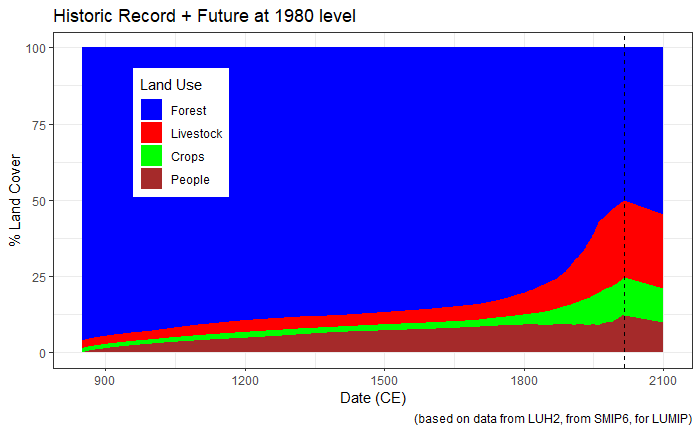 Historic Record + Future at 1980 level
100
75
50
25
0
% Land Cover
Land Use
Forest
Livestock
Crops
People
900
1200
1500
1800
2100
Date (CE)
(based on data from LUH2, from SMIP6, for LUMIP)